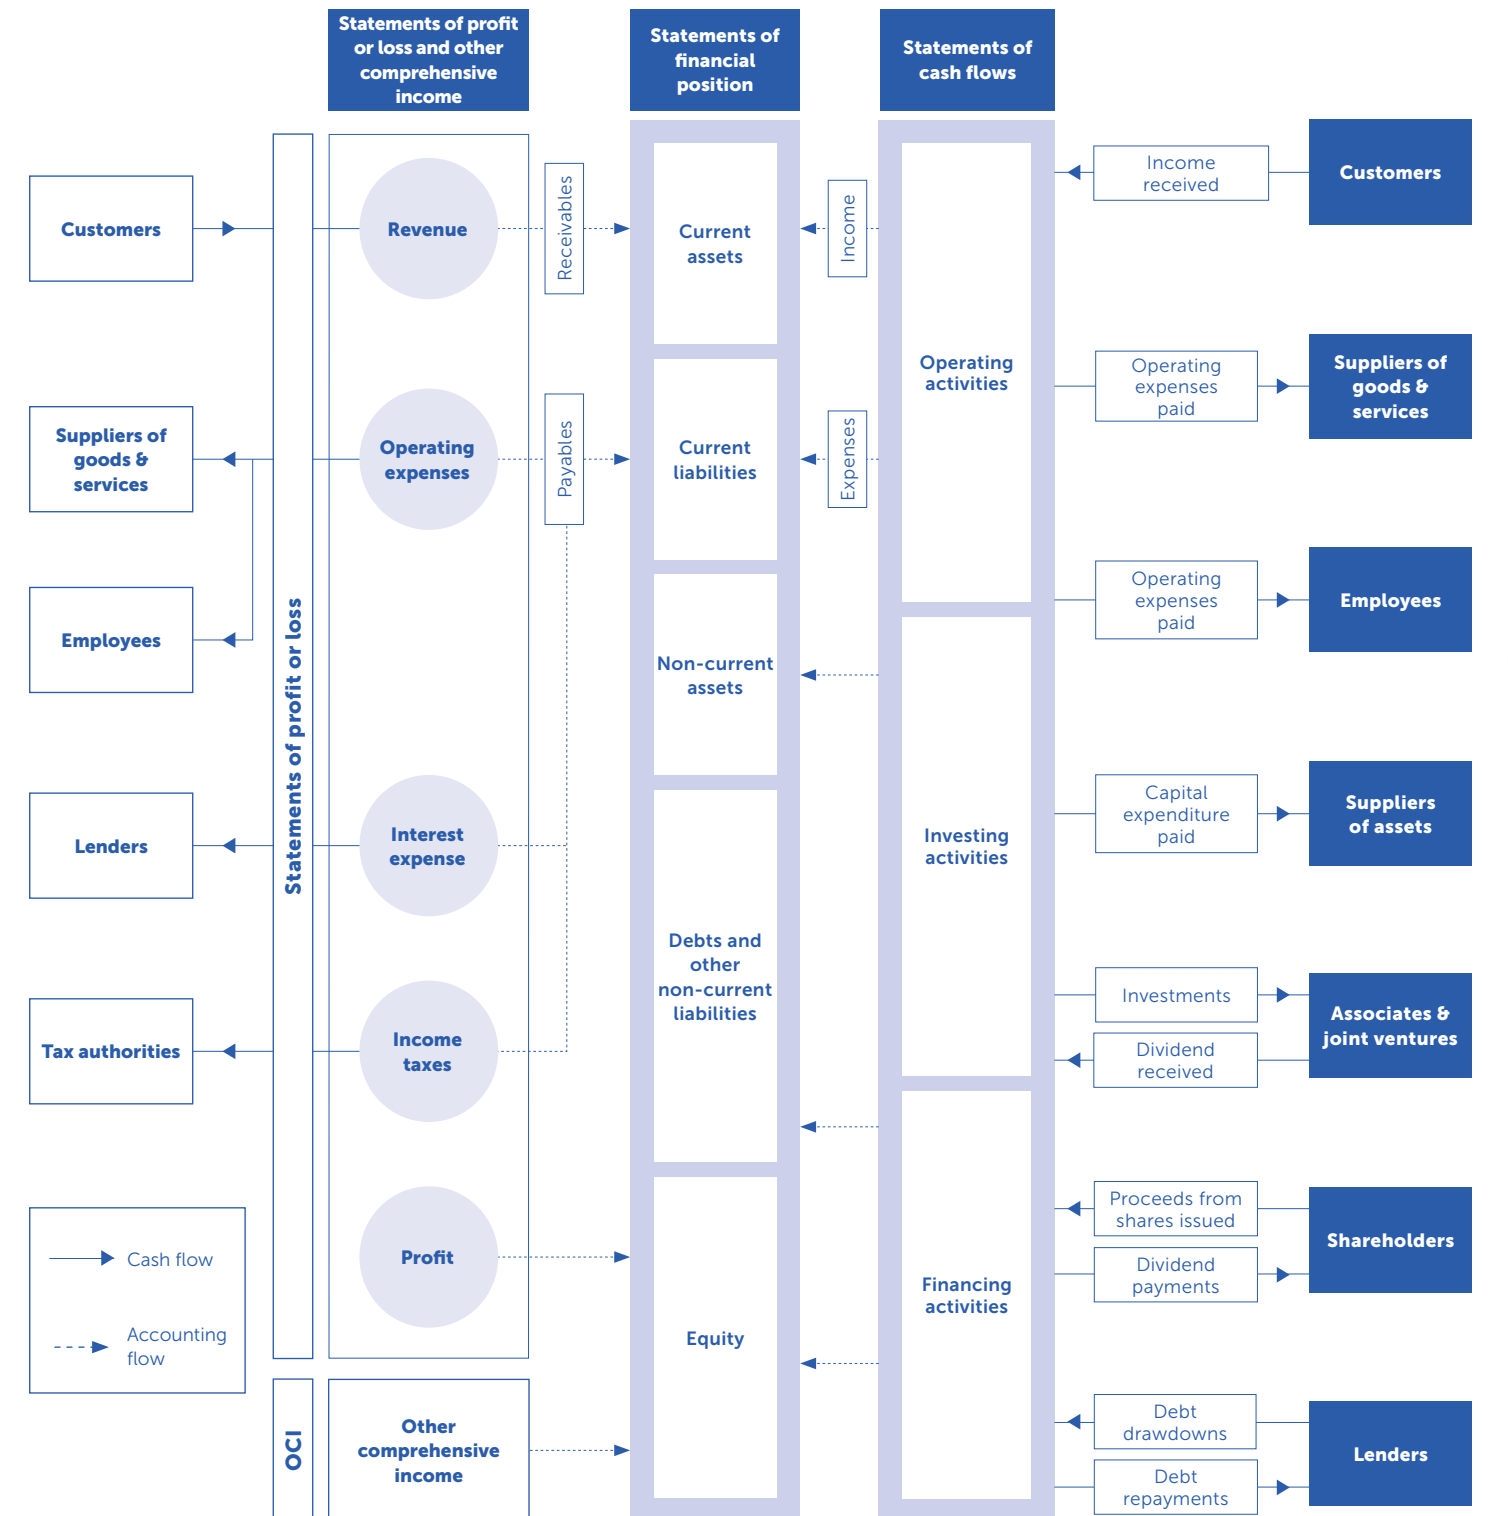 Statements of profit
or loss and other
comprehensive
income
Statements of
financial
position
Statements of
cash flows
Customers
Suppliers of
goods &
services
Employees
Lenders
Tax authorities
Cash flow
Accounting
flow
Statements of profit or loss
OCI
Revenue
Operating
expenses
Interest
expense
Income
taxes
Profit
Other
comprehensive
income
Receivables
Payables
Current
assets
Current
liabilities
Non-current
assets
Debts and
other
non-current
liabilities
Equity
Income
Expenses
Operating
activities
Investing
activities
Financing
activities
Income
received
Operating
expenses
paid
Operating
expenses
paid
Capital
expenditure
paid
Investments
Dividend
received
Proceeds from
shares issued
Dividend
payments
Debt
drawdowns
Debt
repayments
Customers
Suppliers of
goods &
services
Employees
Suppliers
of assets
Associates &
joint ventures
Shareholders
Lenders